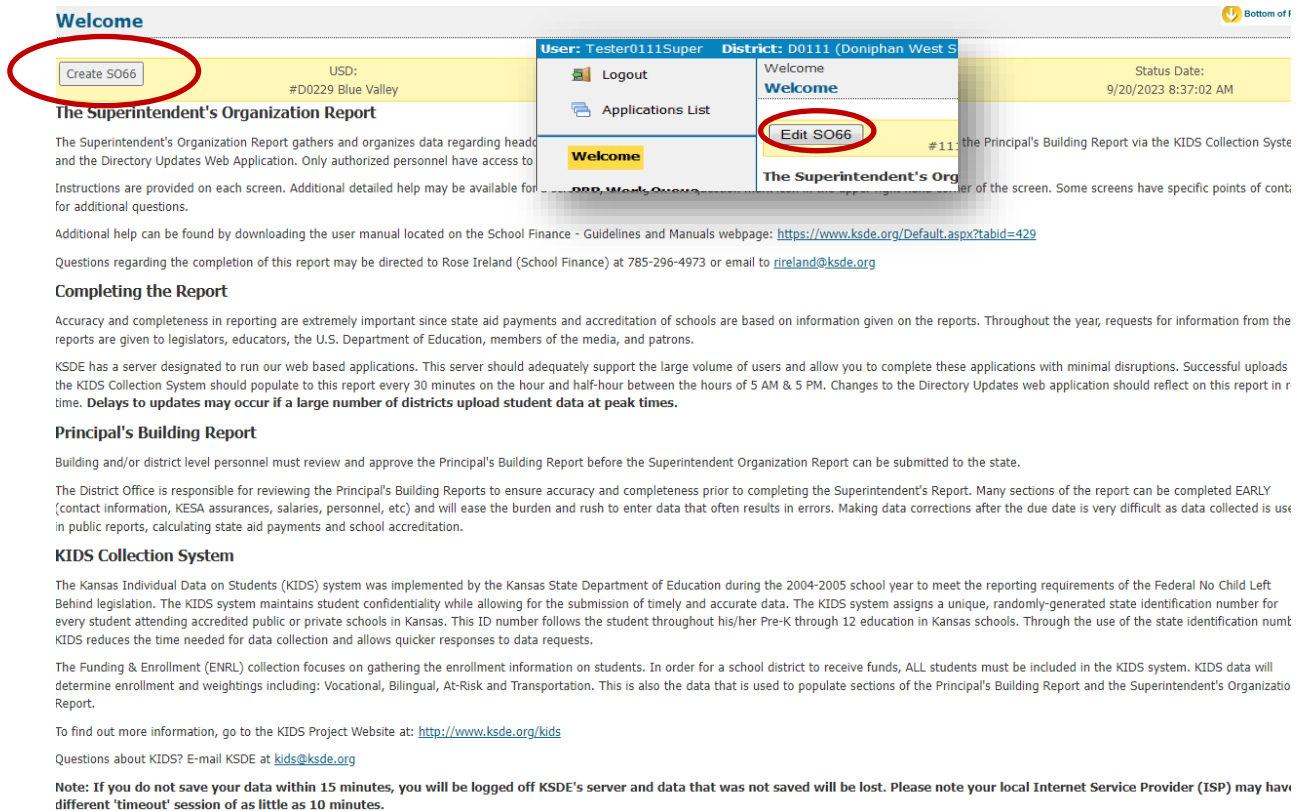 Welcome
Bottom of
Create SO66
USD:
#D0229 Blue Valley
Status Date:
9/20/2023 8:37:02 AM
User: Tester0111Super District: D0111 (Doniphan West S
Logout
Applications List
Welcome
Welcome
Welcome
Edit SO66
#11
The Superintendent's Org
The Superintendent's Organization Report
The Superintendent's Organization Report gathers and organizes data regarding head the Principal's Building Report via the KIDS Collection Syste
and the Directory Updates Web Application. Only authorized personnel have access to
Instructions are provided on each screen. Additional detailed help may be available for of the screen. Some screens have specific points of conta
for additional questions.
Additional help can be found by downloading the user manual located on the School Finance - Guidelines and Manuals webpage: https://www.ksde.org/Default.aspx?tabid=429
Questions regarding the completion of this report may be directed to Rose Ireland (School Finance) at 785-296-4973 or email to rireland@ksde.org
Completing the Report
Accuracy and completeness in reporting are extremely important since state aid payments and accreditation of schools are based on information given on the reports. Throughout the year, requests for information from the
reports are given to legislators, educators, the U.S. Department of Education, members of the media, and patrons.
KSDE has a server designated to run our web based applications. This server should adequately support the large volume of users and allow you to complete these applications with minimal disruptions. Successful uploads
the KIDS Collection System should populate to this report every 30 minutes on the hour and half-hour between the hours of 5 AM & 5 PM. Changes to the Directory Updates web application should reflect on this report in r
time. Delays to updates may occur if a large number of districts upload student data at peak times.
Principal's Building Report
Building and/or district level personnel must review and approve the Principal's Building Report before the Superintendent Organization Report can be submitted to the state.
The District Office is responsible for reviewing the Principal's Building Reports to ensure accuracy and completeness prior to completing the Superintendent's Report. Many sections of the report can be completed EARLY
(contact information, KESA assurances, salaries, personnel, etc) and will ease the burden and rush to enter data that often results in errors. Making data corrections after the due date is very difficult as data collected is use
in public reports, calculating state aid payments and school accreditation.
KIDS Collection System
The Kansas Individual Data on Students (KIDS) system was implemented by the Kansas State Department of Education during the 2004-2005 school year to meet the reporting requirements of the Federal No Child Left
Behind legislation. The KIDS system maintains student confidentiality while allowing for the submission of timely and accurate data. The KIDS system assigns a unique, randomly-generated state identification number for
every student attending accredited public or private schools in Kansas. This ID number follows the student throughout his/her Pre-K through 12 education in Kansas schools. Through the use of the state identification numb
KIDS reduces the time needed for data collection and allows quicker responses to data requests.
The Funding & Enrollment (ENRL) collection focuses on gathering the enrollment information on students. In order for a school district to receive funds, ALL students must be included in the KIDS system. KIDS data will
determine enrollment and weightings including: Vocational, Bilingual, At-Risk and Transportation. This is also the data that is used to populate sections of the Principal's Building Report and the Superintendent's Organizatio
Report.
To find out more information, go to the KIDS Project Website at: http://www.ksde.org/kids
Questions about KIDS? E-mail KSDE at kids@ksde.org
Note: If you do not save your data within 15 minutes, you will be logged off KSDE's server and data that was not saved will be lost. Please note your local Internet Service Provider (ISP) may have
different 'timeout' session of as little as 10 minutes.